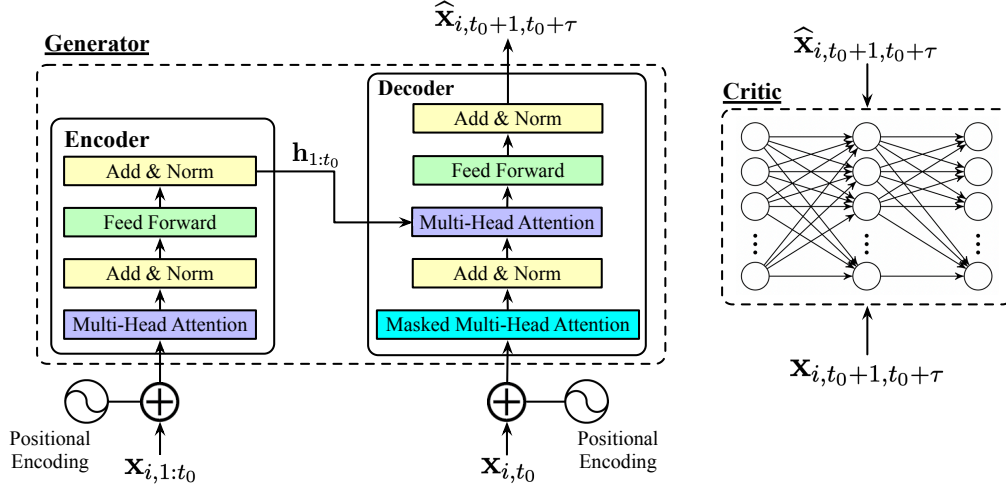 Generator
x̂_{i,t_0+1,t_0+τ}
Decoder
Add & Norm
Feed Forward
Multi-Head Attention
Add & Norm
Masked Multi-Head Attention
Encoder
Add & Norm
Feed Forward
Add & Norm
Multi-Head Attention
h_{1:t_0}
Positional
Encoding
x_{i,1:t_0}
x_{i,t_0}
Positional
Encoding
x̂_{i,t_0+1,t_0+τ}
Critic
x_{i,t_0+1,t_0+τ}